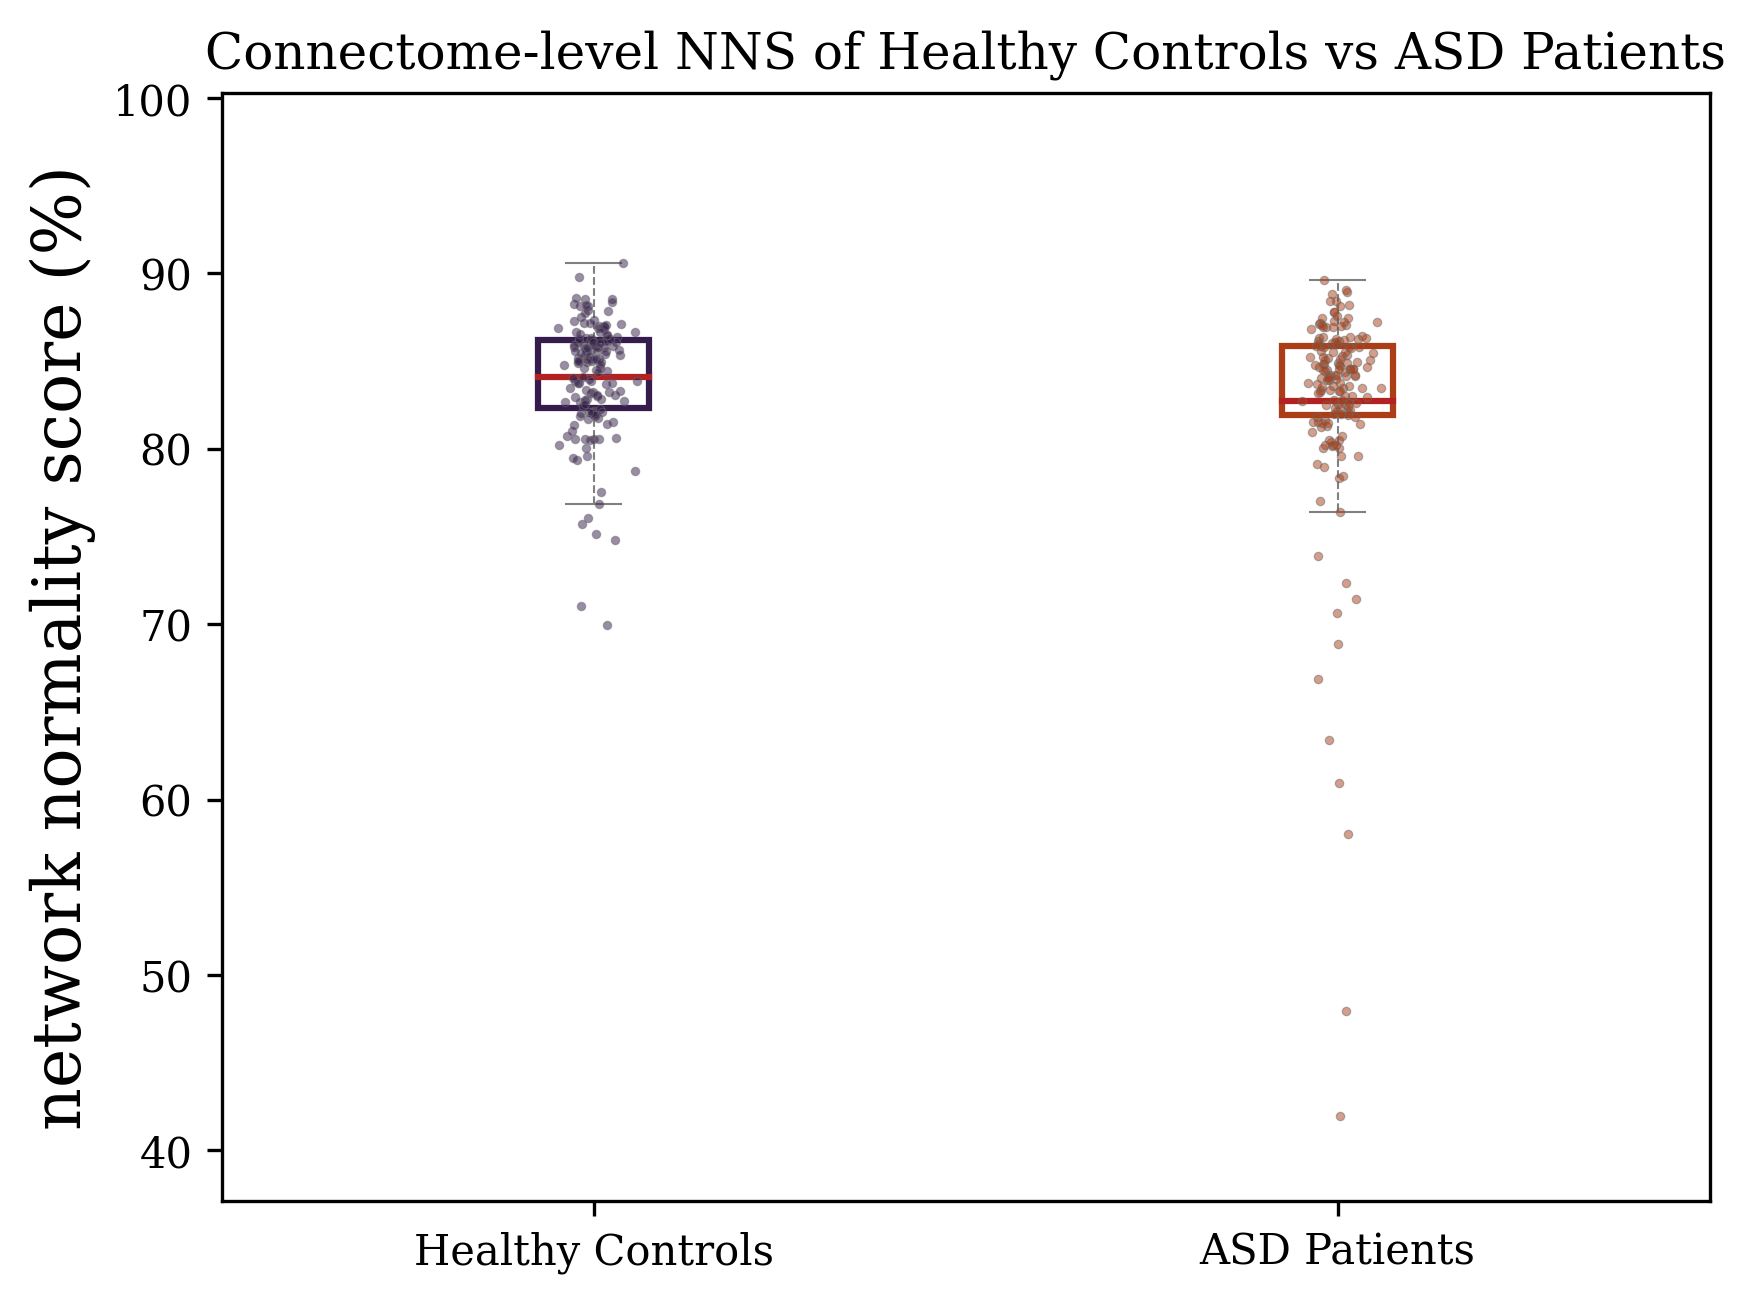 Connectome-level NNS of Healthy Controls vs ASD Patients
network normality score (%)
100
90
80
70
60
50
40
Healthy Controls
ASD Patients